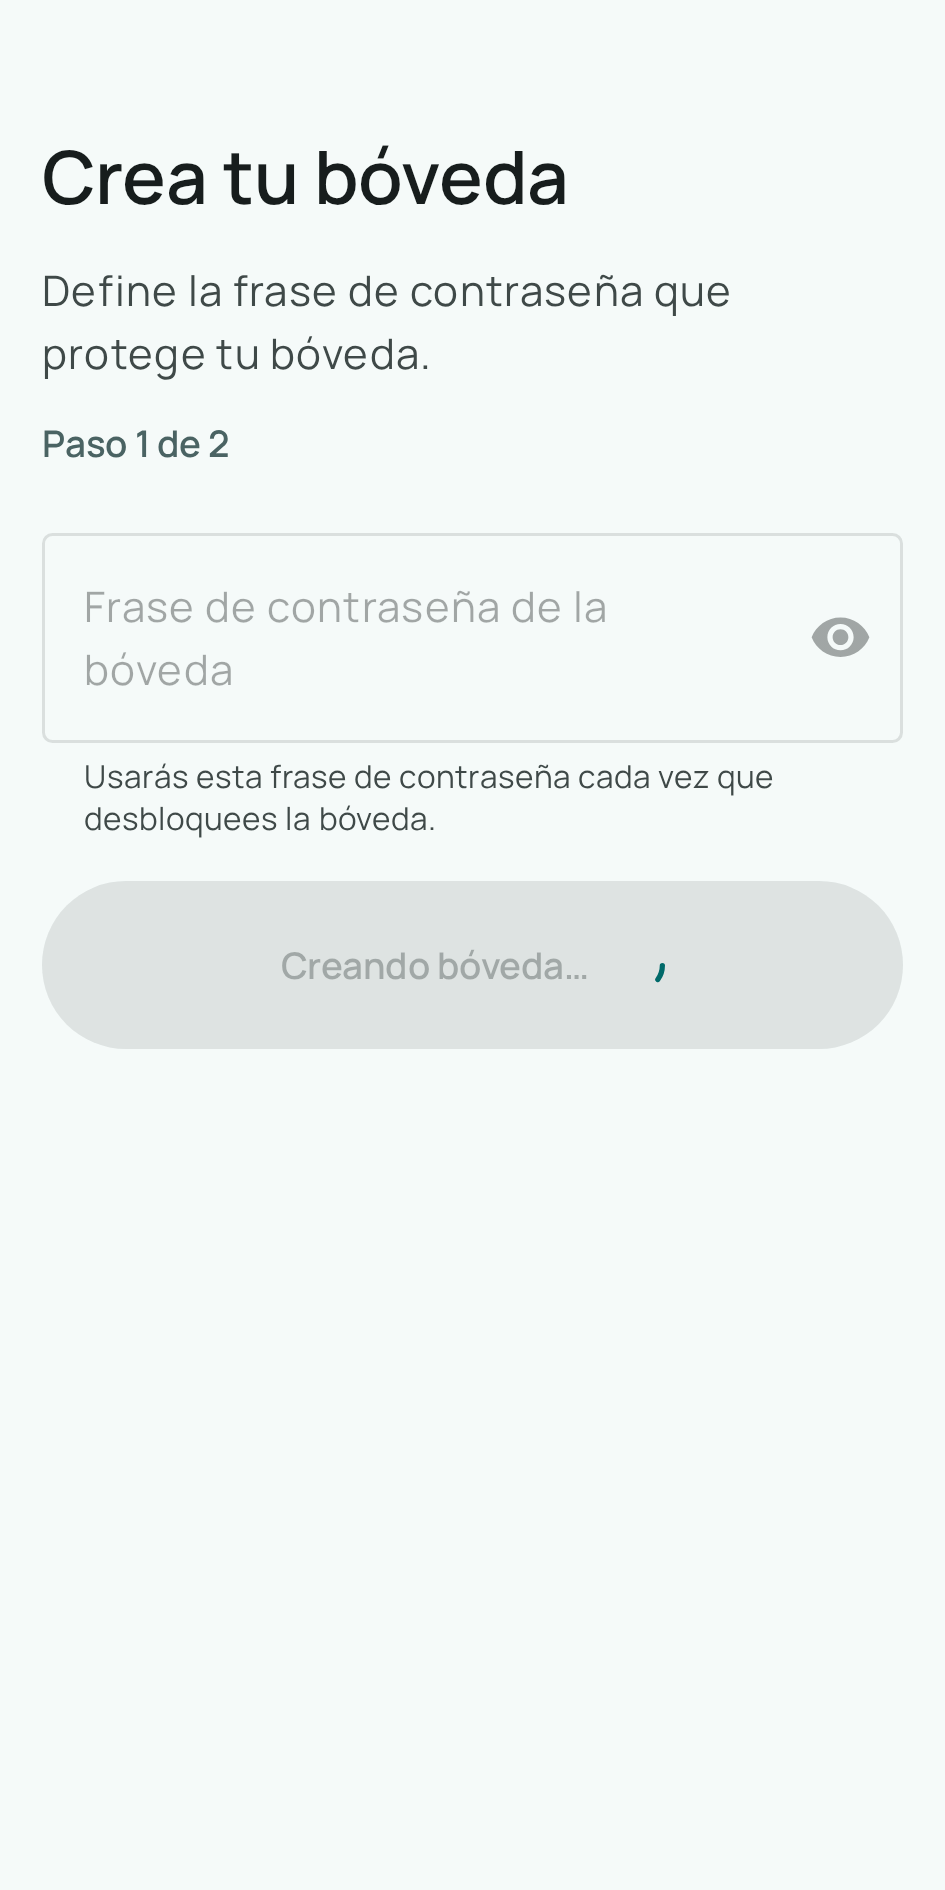 Crea tu bóveda
Define la frase de contraseña que
protege tu bóveda.
Paso 1 de 2
Frase de contraseña de la
bóveda
Usarás esta frase de contraseña cada vez que
desbloquees la bóveda.
Creando bóveda…